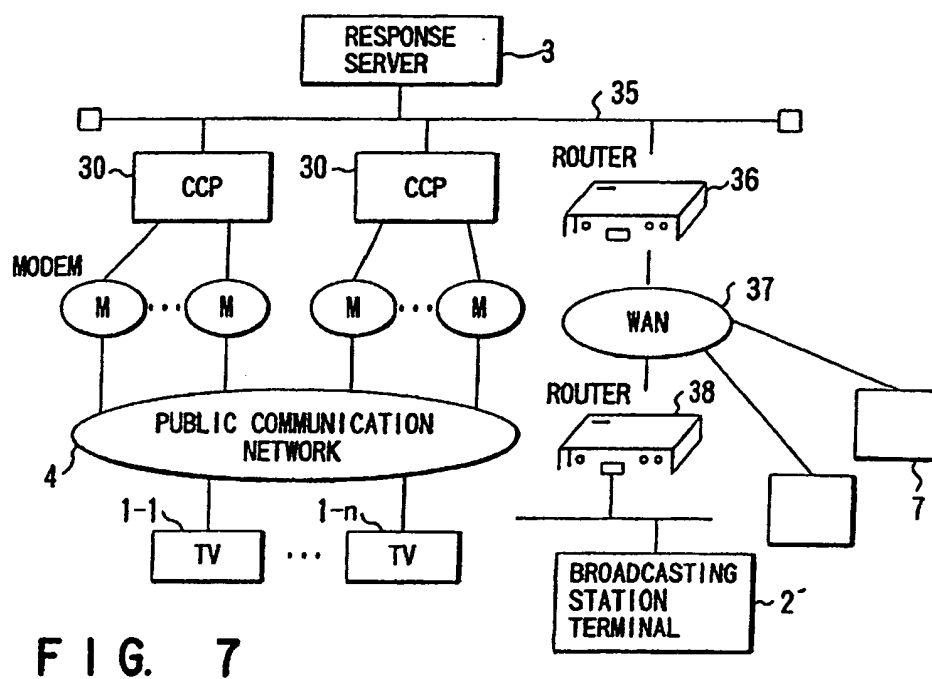 RESPONSE
SERVER
3
35
30
CCP
30
CCP
ROUTER
36
MODEM
M
M
M
M
37
WAN
ROUTER
38
PUBLIC COMMUNICATION
NETWORK
4
7
1-1
TV
1-n
TV
BROADCASTING
STATION
TERMINAL
2
FIG. 7